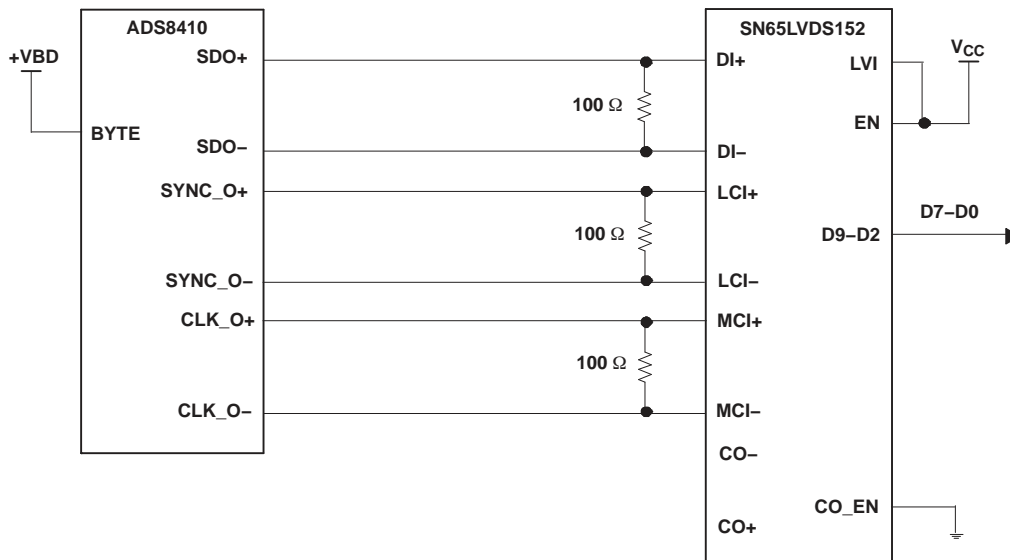 ADS8410
+VBD
BYTE
SDO+
SDO−
SYNC_O+
SYNC_O−
CLK_O+
CLK_O−
100 Ω
100 Ω
100 Ω
SN65LVDS152
DI+
DI−
LCI+
LCI−
MCI+
MCI−
CO−
CO+
LVI
EN
D9−D2
CO_EN
VCC
D7−D0